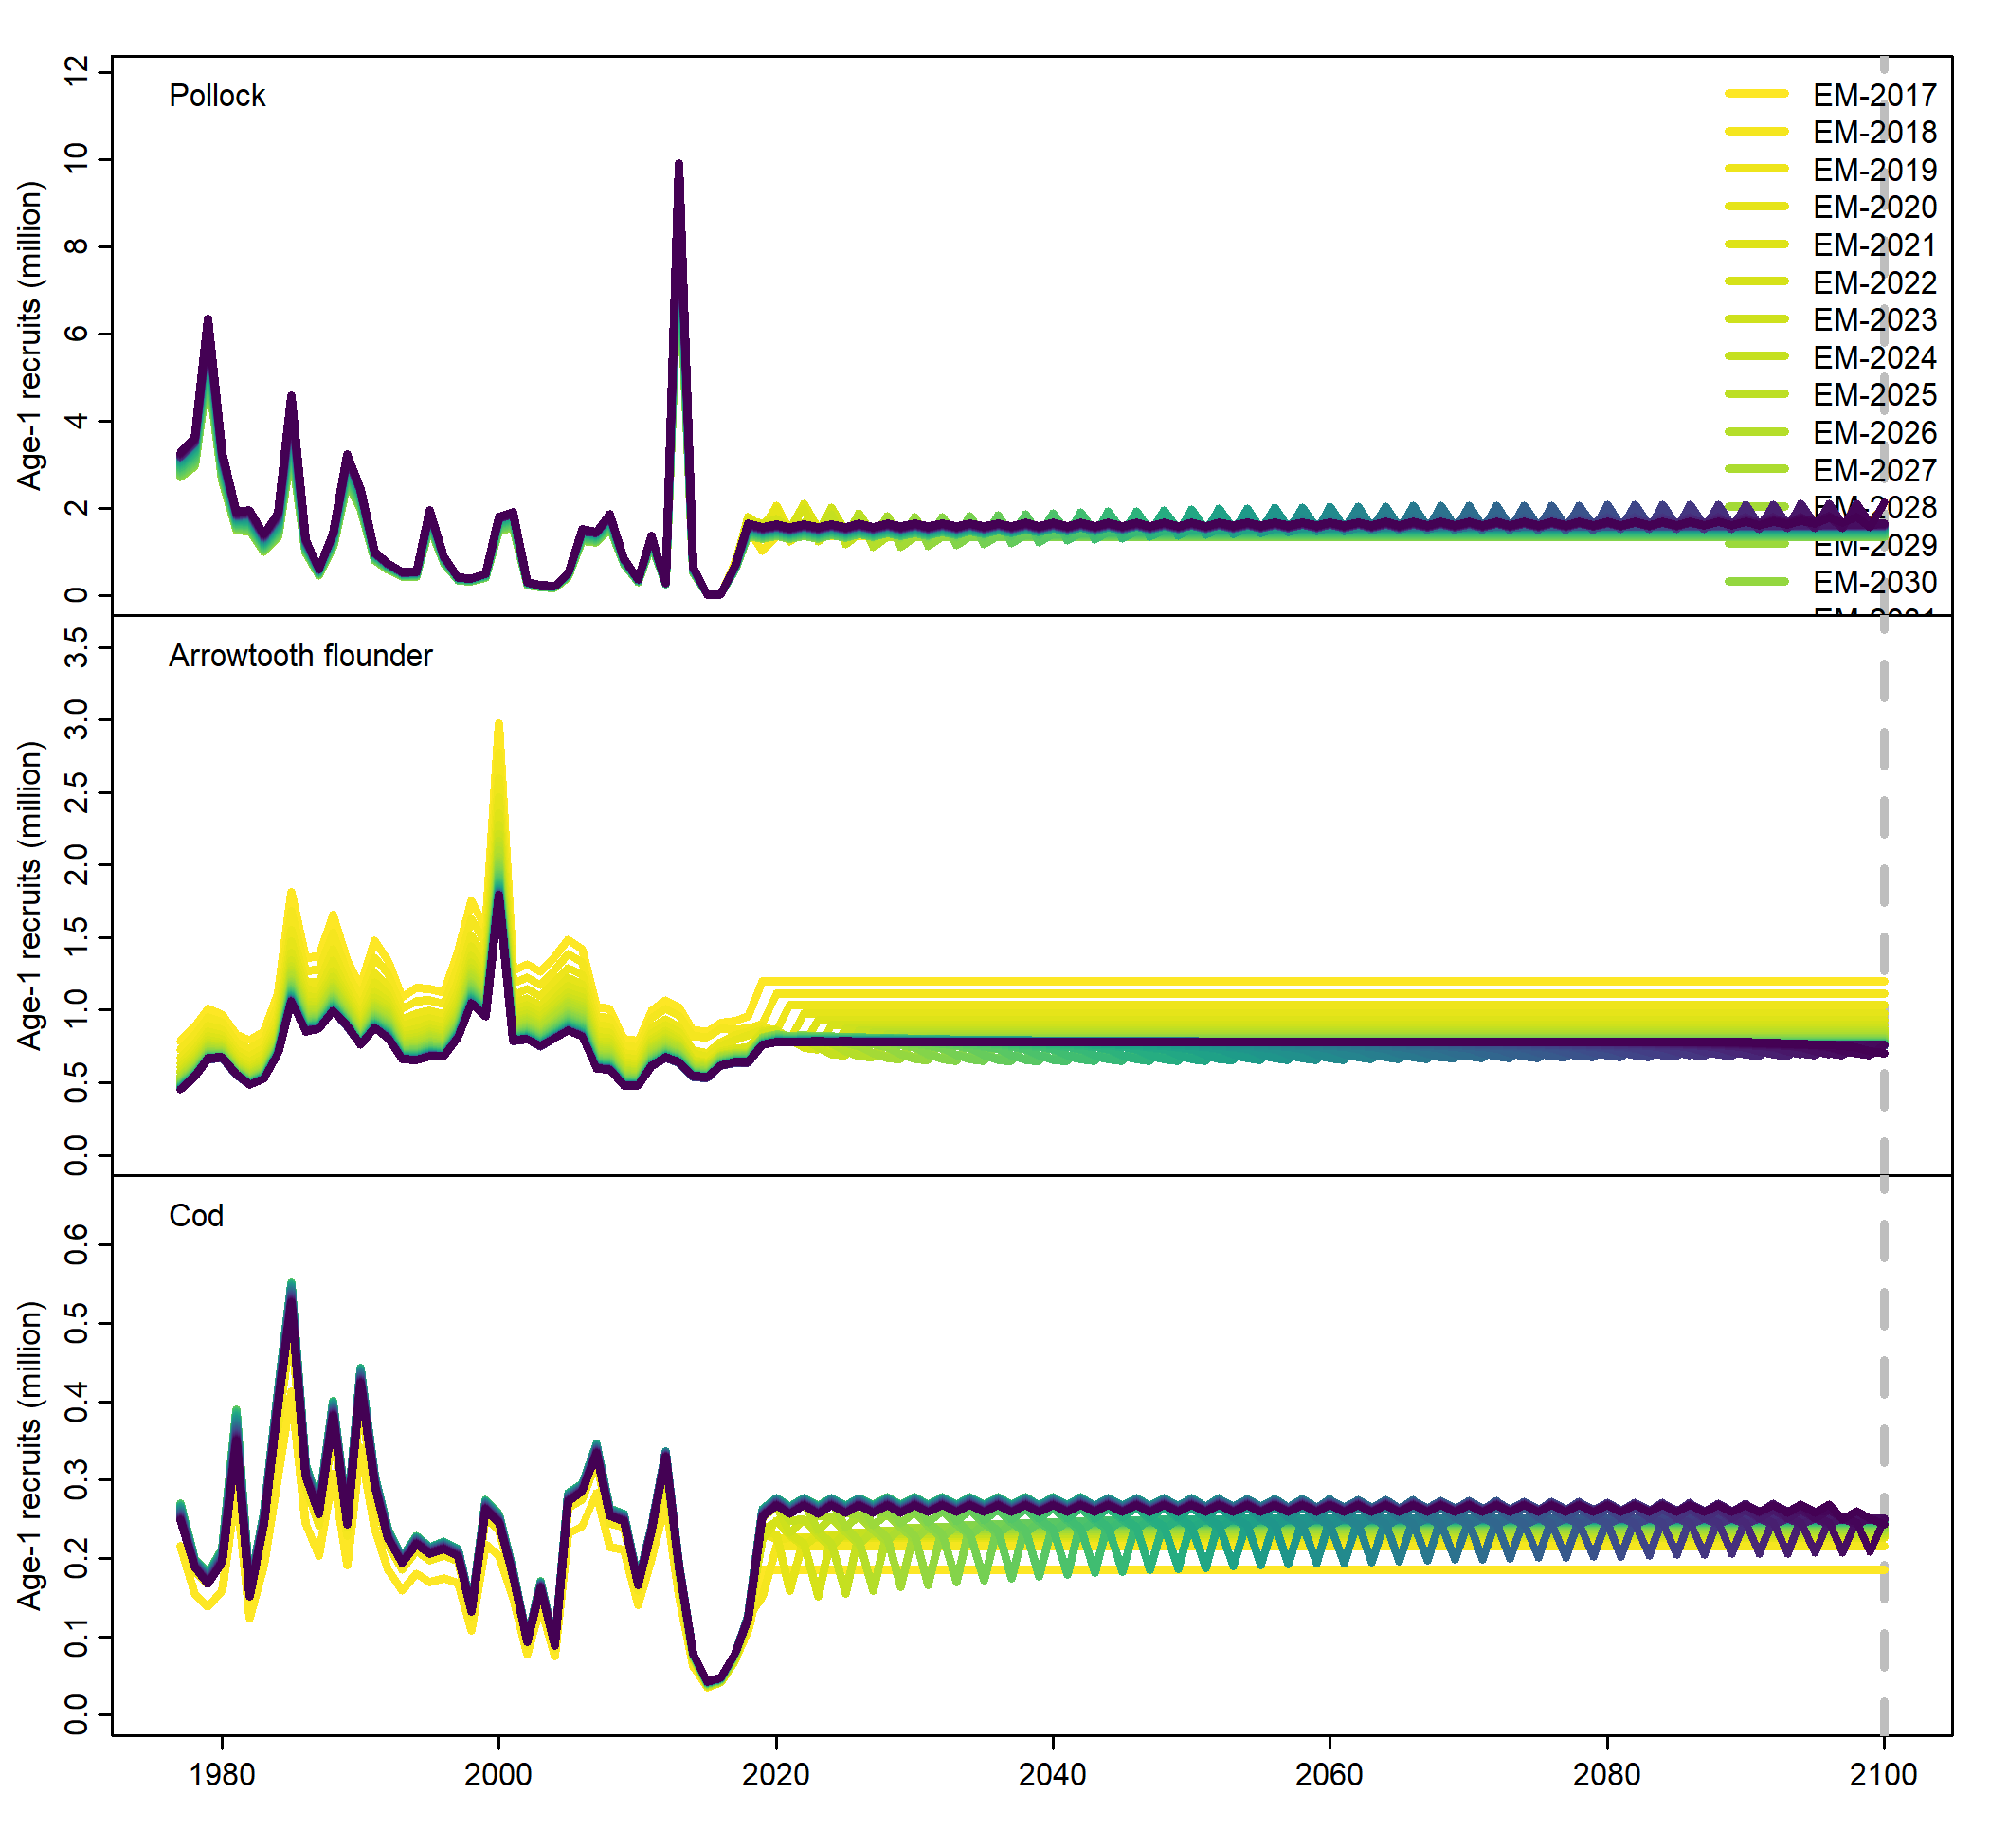 Pollock
Age-1 recruits (million)
12
10
8
6
4
2
0
EM-2017
EM-2018
EM-2019
EM-2020
EM-2021
EM-2022
EM-2023
EM-2024
EM-2025
EM-2026
EM-2027
EM-2028
EM-2029
EM-2030
Arrowtooth flounder
Age-1 recruits (million)
3.5
3.0
2.5
2.0
1.5
1.0
0.5
0.0
Cod
Age-1 recruits (million)
0.6
0.5
0.4
0.3
0.2
0.1
0.0
1980 2000 2020 2040 2060 2080 2100